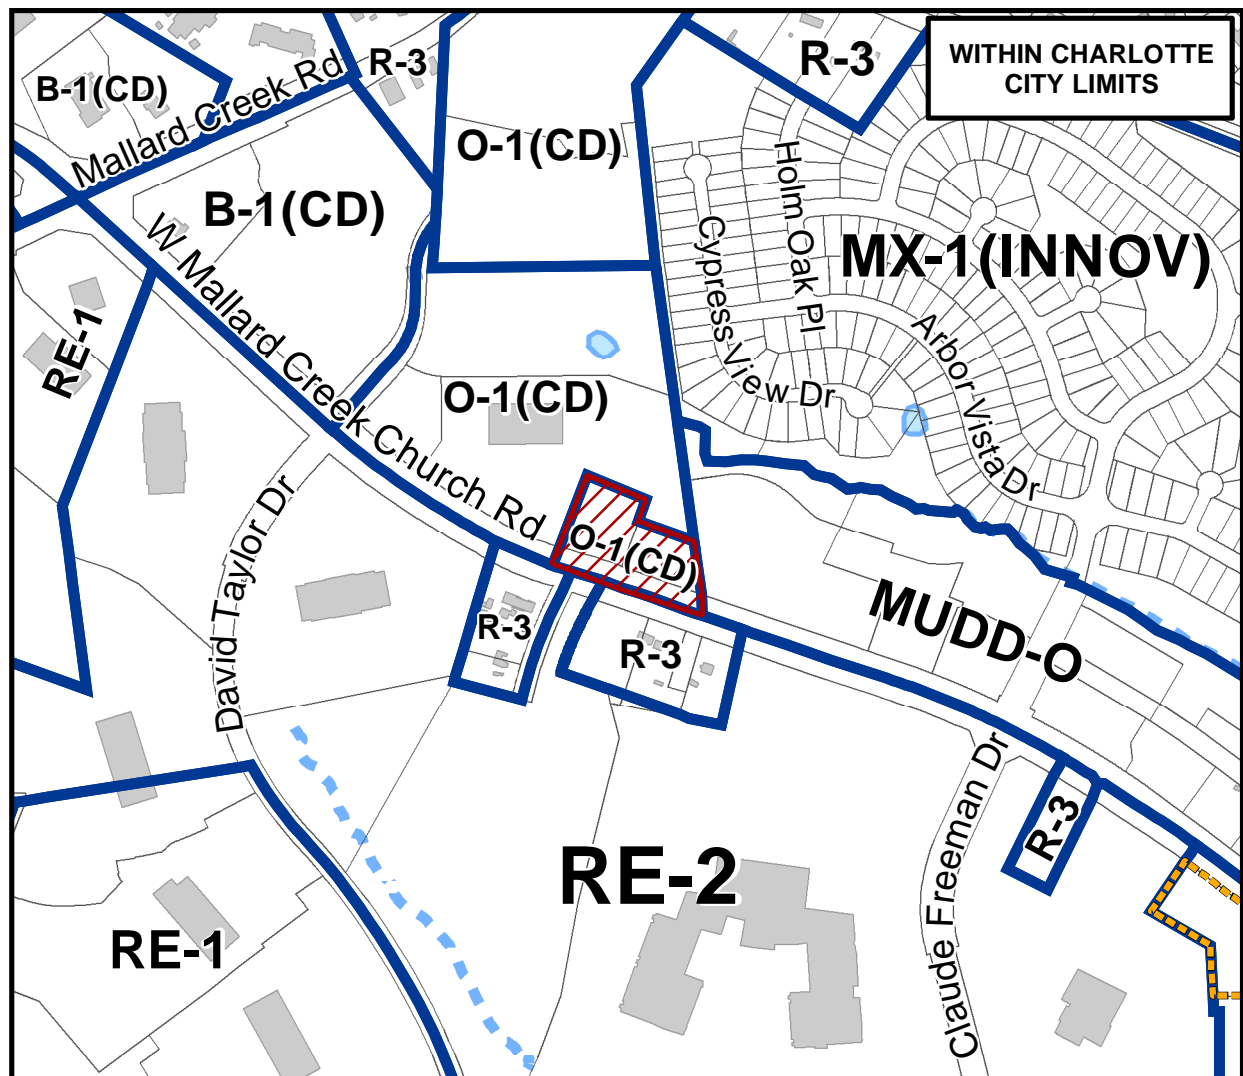 WITHIN CHARLOTTE
CITY LIMITS
R-3
R-3
B-1(CD)
Mallard Creek Rd
O-1(CD)
B-1(CD)
Holm Oak Pl
MX-1(INNOV)
Cypress View Dr
W Mallard Creek Church Rd
RE-1
Arbor Vista Dr
O-1(CD)
David Taylor Dr
O-1(CD)
R-3
R-3
MUDD-O
Claude Freeman Dr
R-3
RE-2
RE-1